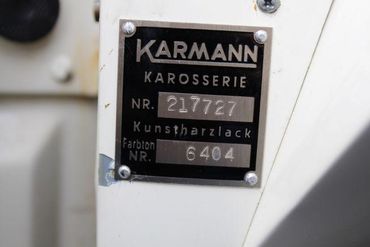 KARMANN
KAROSSERIE
NR. 217727
Kunstharzlack
Farbton
NR. 6404